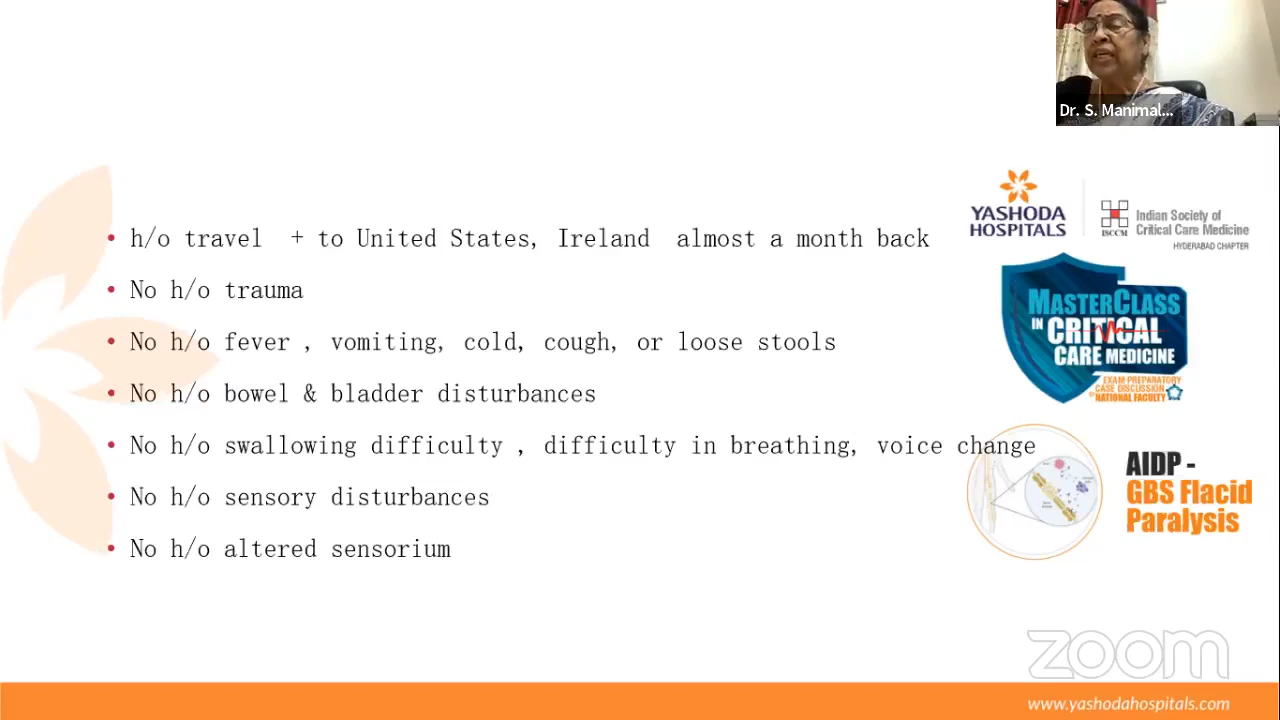 Dr. S. Manimal...
• h/o travel + to United States, Ireland almost a month back
• No h/o trauma
• No h/o fever , vomiting, cold, cough, or loose stools
• No h/o bowel & bladder disturbances
• No h/o swallowing difficulty , difficulty in breathing, voice change
• No h/o sensory disturbances
• No h/o altered sensorium
YASHODA
HOSPITALS
ISCCM
Indian Society of
Critical Care Medicine
HYDERABAD CHAPTER
MASTERCLASS
IN CRITICAL
CARE MEDICINE
EXAM PREPARATORY
CASE DISCUSSION
NATIONAL FACULTY
AIDP -
GBS Flacid
Paralysis
zoom
www.yashodahospitals.com